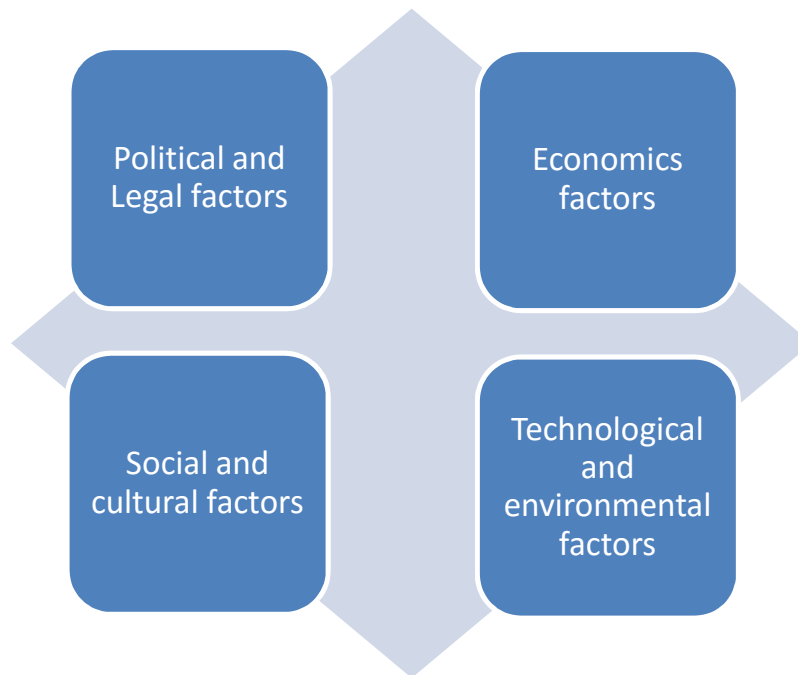 Political and
Legal factors
Economics
factors
Social and
cultural factors
Technological
and
environmental
factors